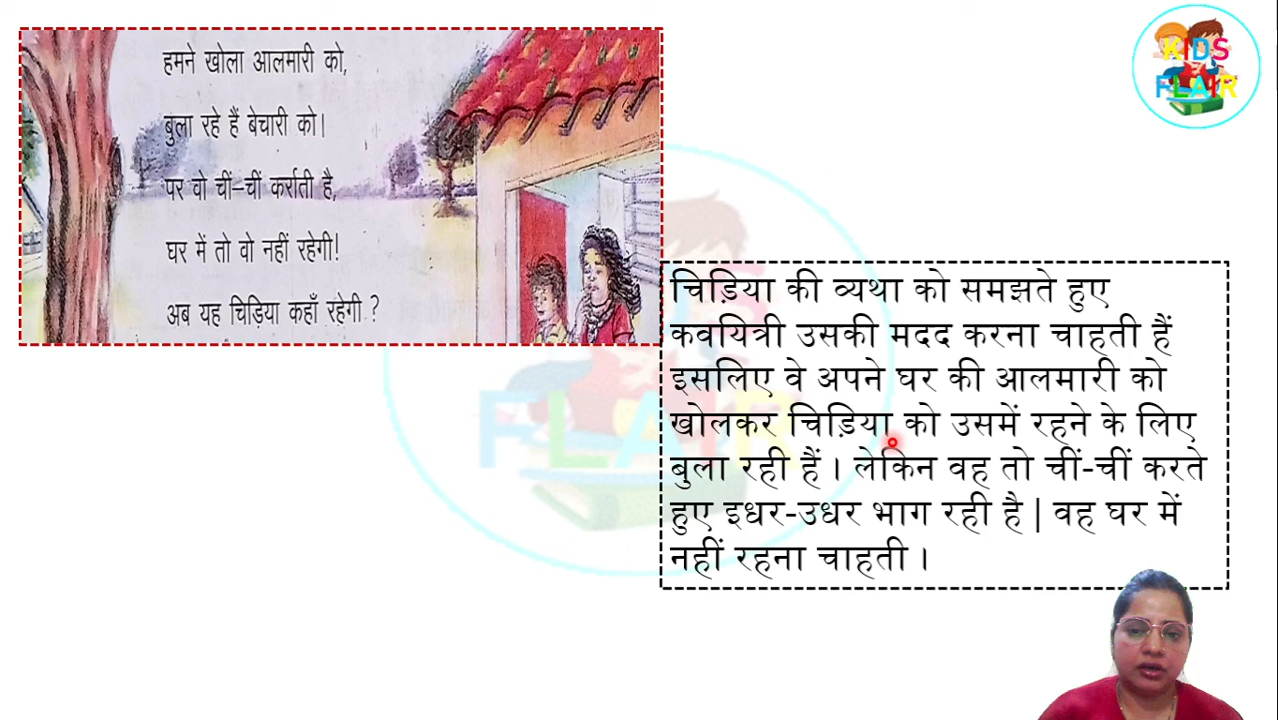 हमने खोला आलमारी को,
बुला रहे हैं बेचारी को।
पर वो चीं–चीं कर्राती है,
घर में तो वो नहीं रहेगी!
अब यह चिड़िया कहाँ रहेगी ?
KIDS
FLAIR
चिड़िया की व्यथा को समझते हुए
कवयित्री उसकी मदद करना चाहती हैं
इसलिए वे अपने घर की आलमारी को
खोलकर चिड़िया को उसमें रहने के लिए
बुला रही हैं । लेकिन वह तो चीं-चीं करते
हुए इधर-उधर भाग रही है | वह घर में
नहीं रहना चाहती ।
FLAIR